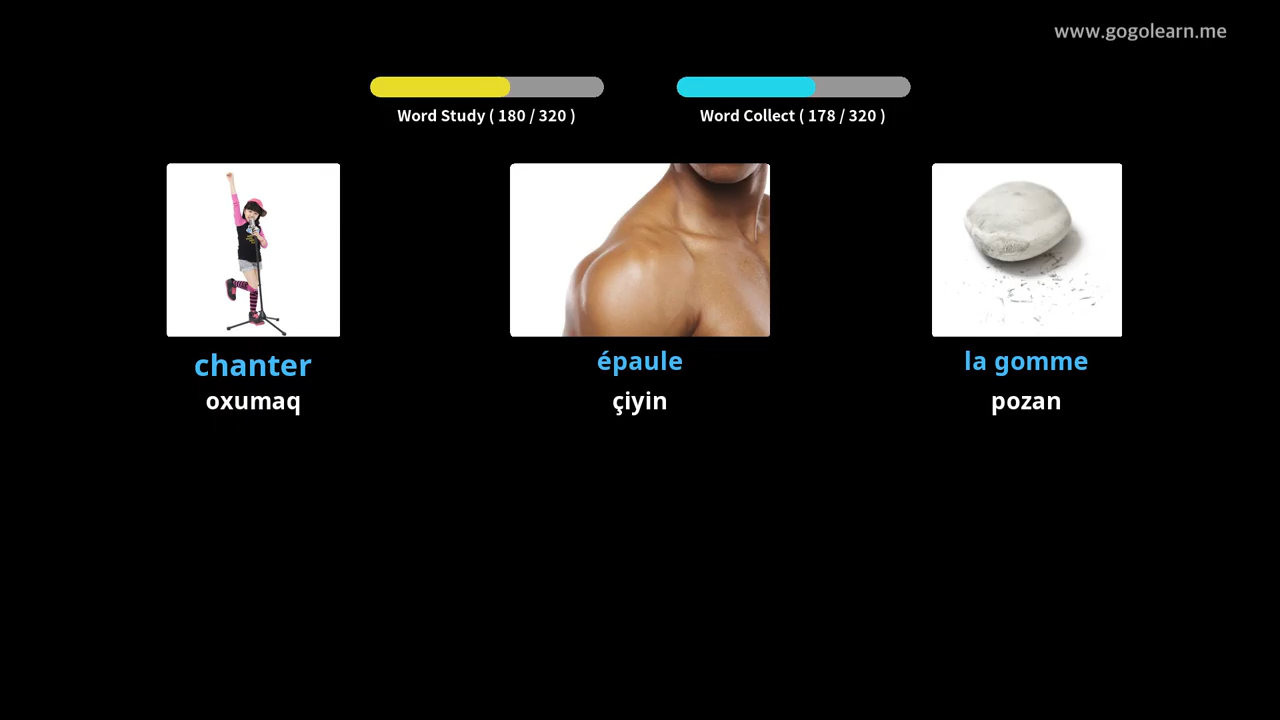 www.gogolearn.me
Word Study ( 180 / 320 )
Word Collect ( 178 / 320 )
chanter
oxumaq
épaule
çiyin
la gomme
pozan